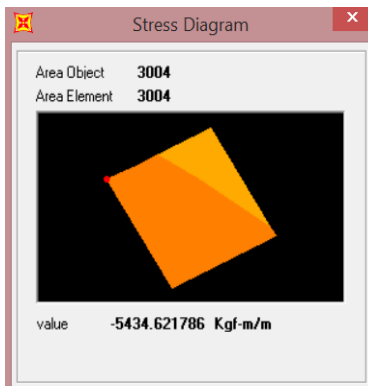 Stress Diagram
Area Object 3004
Area Element 3004
value -5434.621786 Kgf-m/m